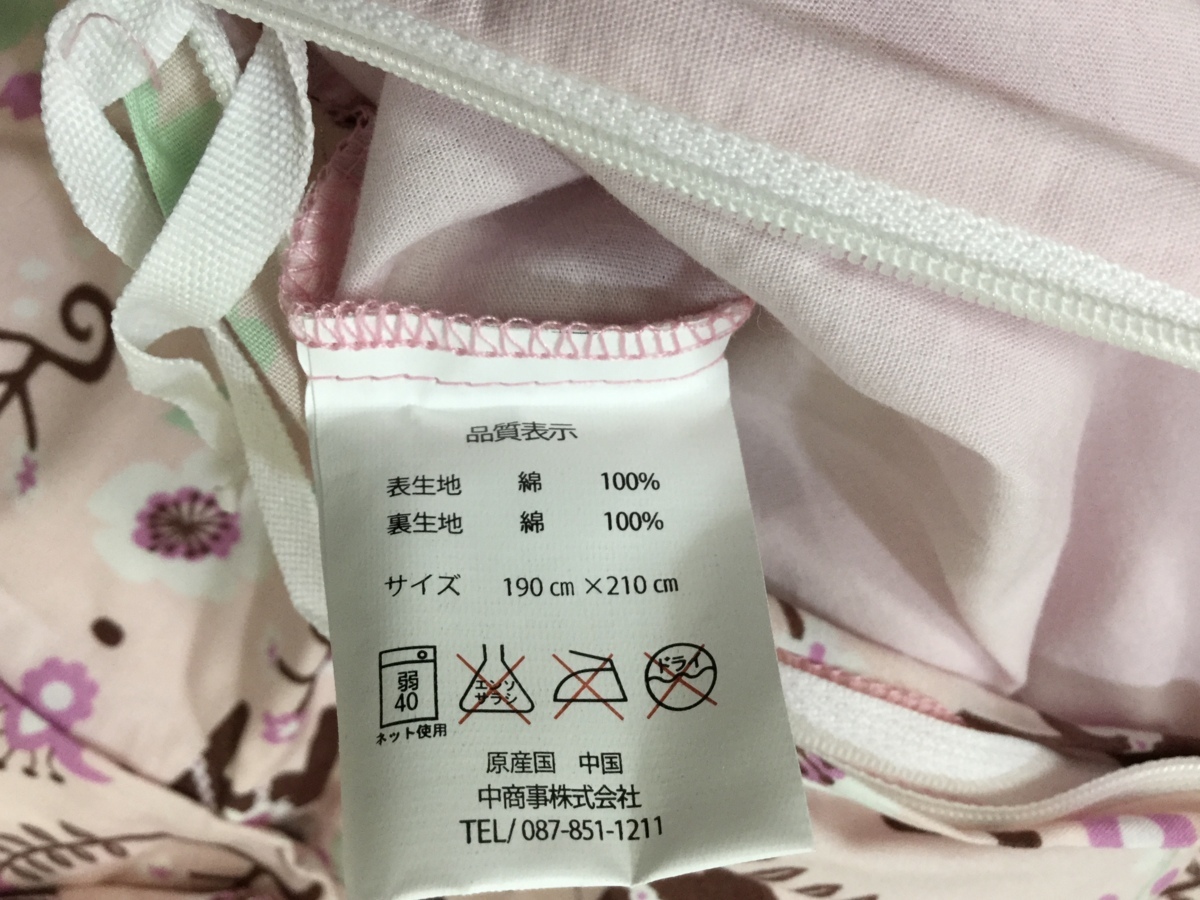 品質表示
表生地 綿 100%
裏生地 綿 100%
サイズ 190㎝×210㎝
弱
40
ネット使用
エンソ
サラシ
ドライ
原産国 中国
中商事株式会社
TEL/ 087-851-1211